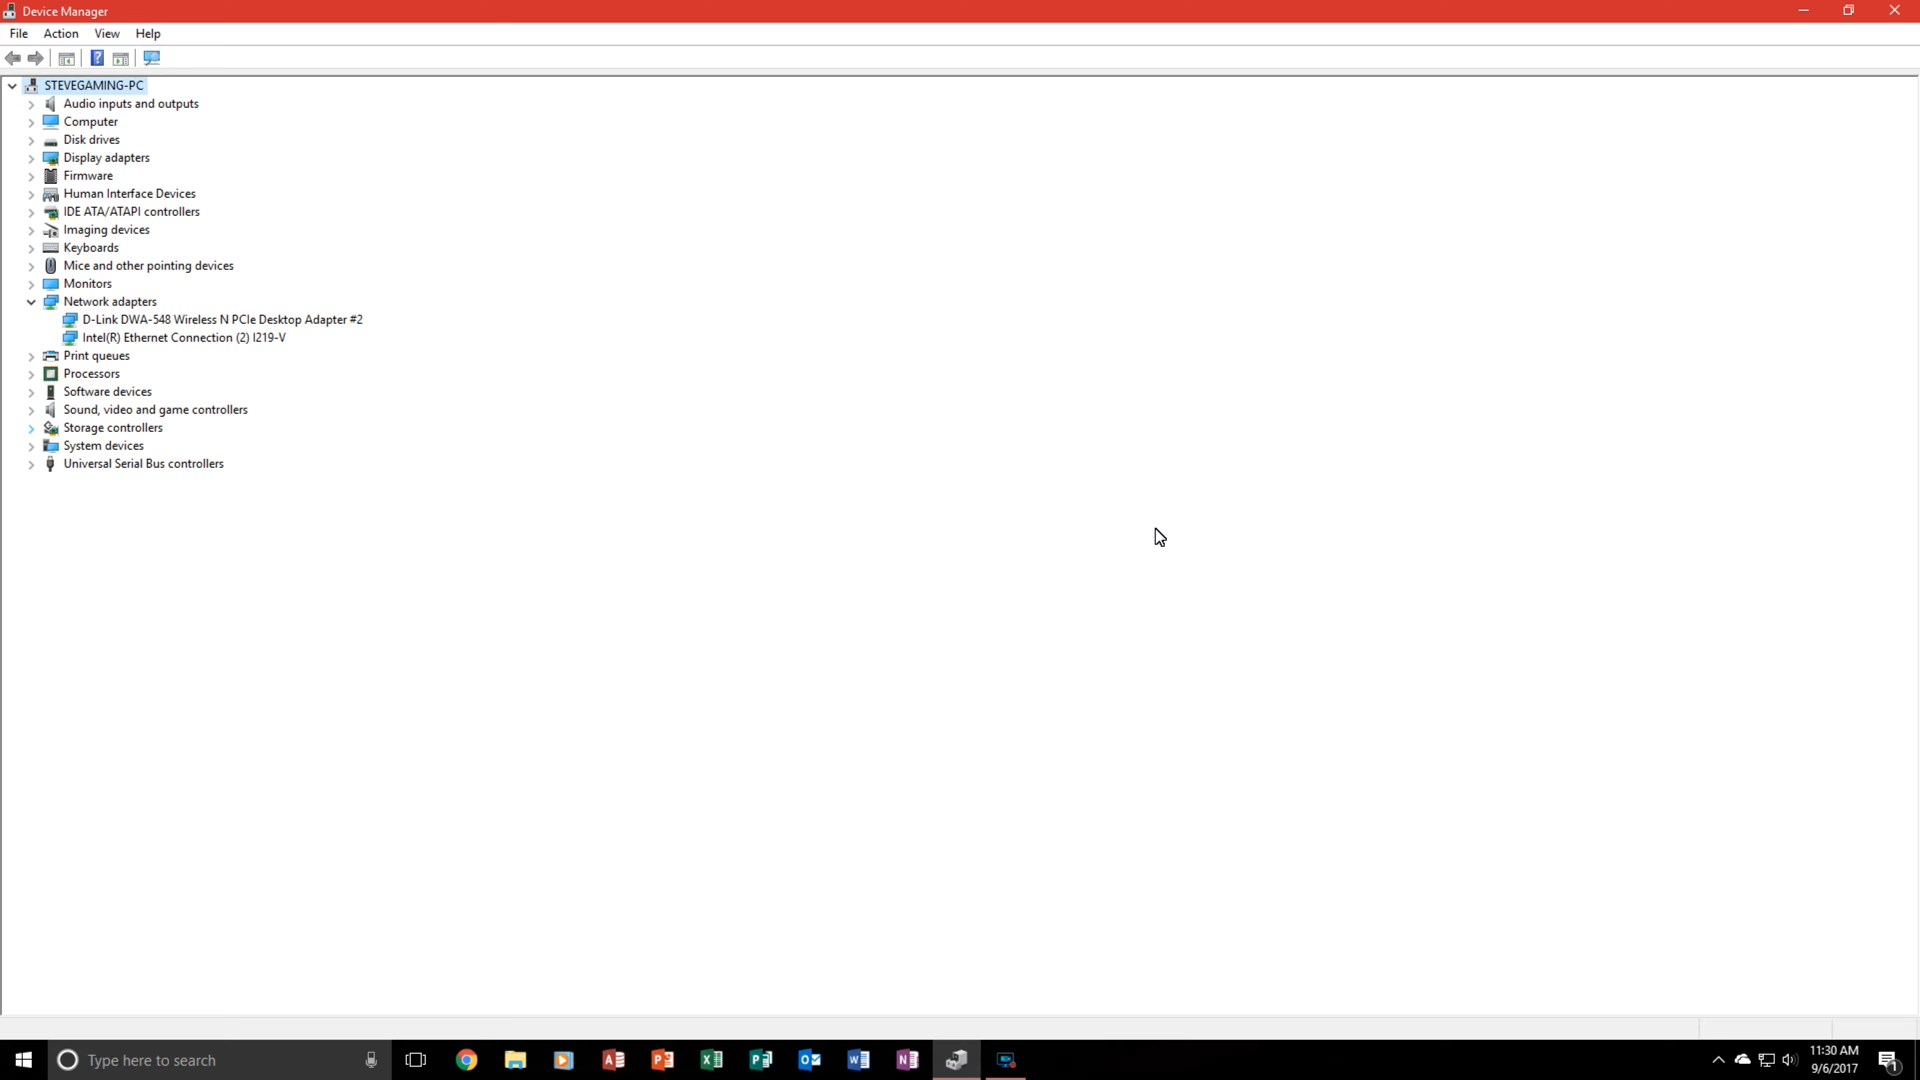 Device Manager
File Action View Help
STEVEGAMING-PC
Audio inputs and outputs
Computer
Disk drives
Display adapters
Firmware
Human Interface Devices
IDE ATA/ATAPI controllers
Imaging devices
Keyboards
Mice and other pointing devices
Monitors
Network adapters
D-Link DWA-548 Wireless N PCIe Desktop Adapter #2
Intel(R) Ethernet Connection (2) I219-V
Print queues
Processors
Software devices
Sound, video and game controllers
Storage controllers
System devices
Universal Serial Bus controllers
Type here to search
11:30 AM
9/6/2017
1